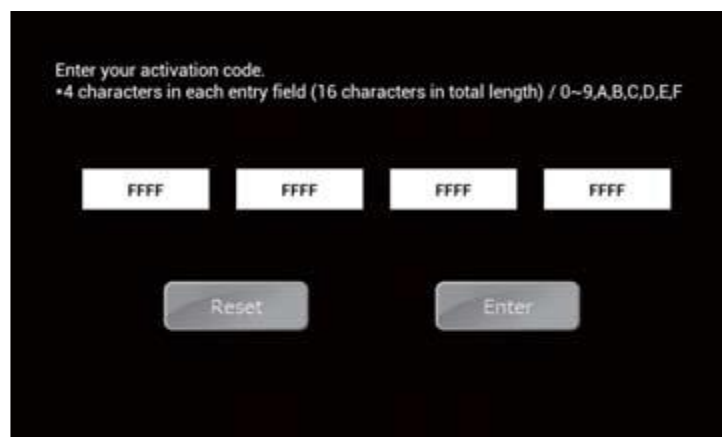 Enter your activation code.
•4 characters in each entry field (16 characters in total length) / 0~9,A,B,C,D,E,F
FFFF FFFF FFFF FFFF
Reset Enter